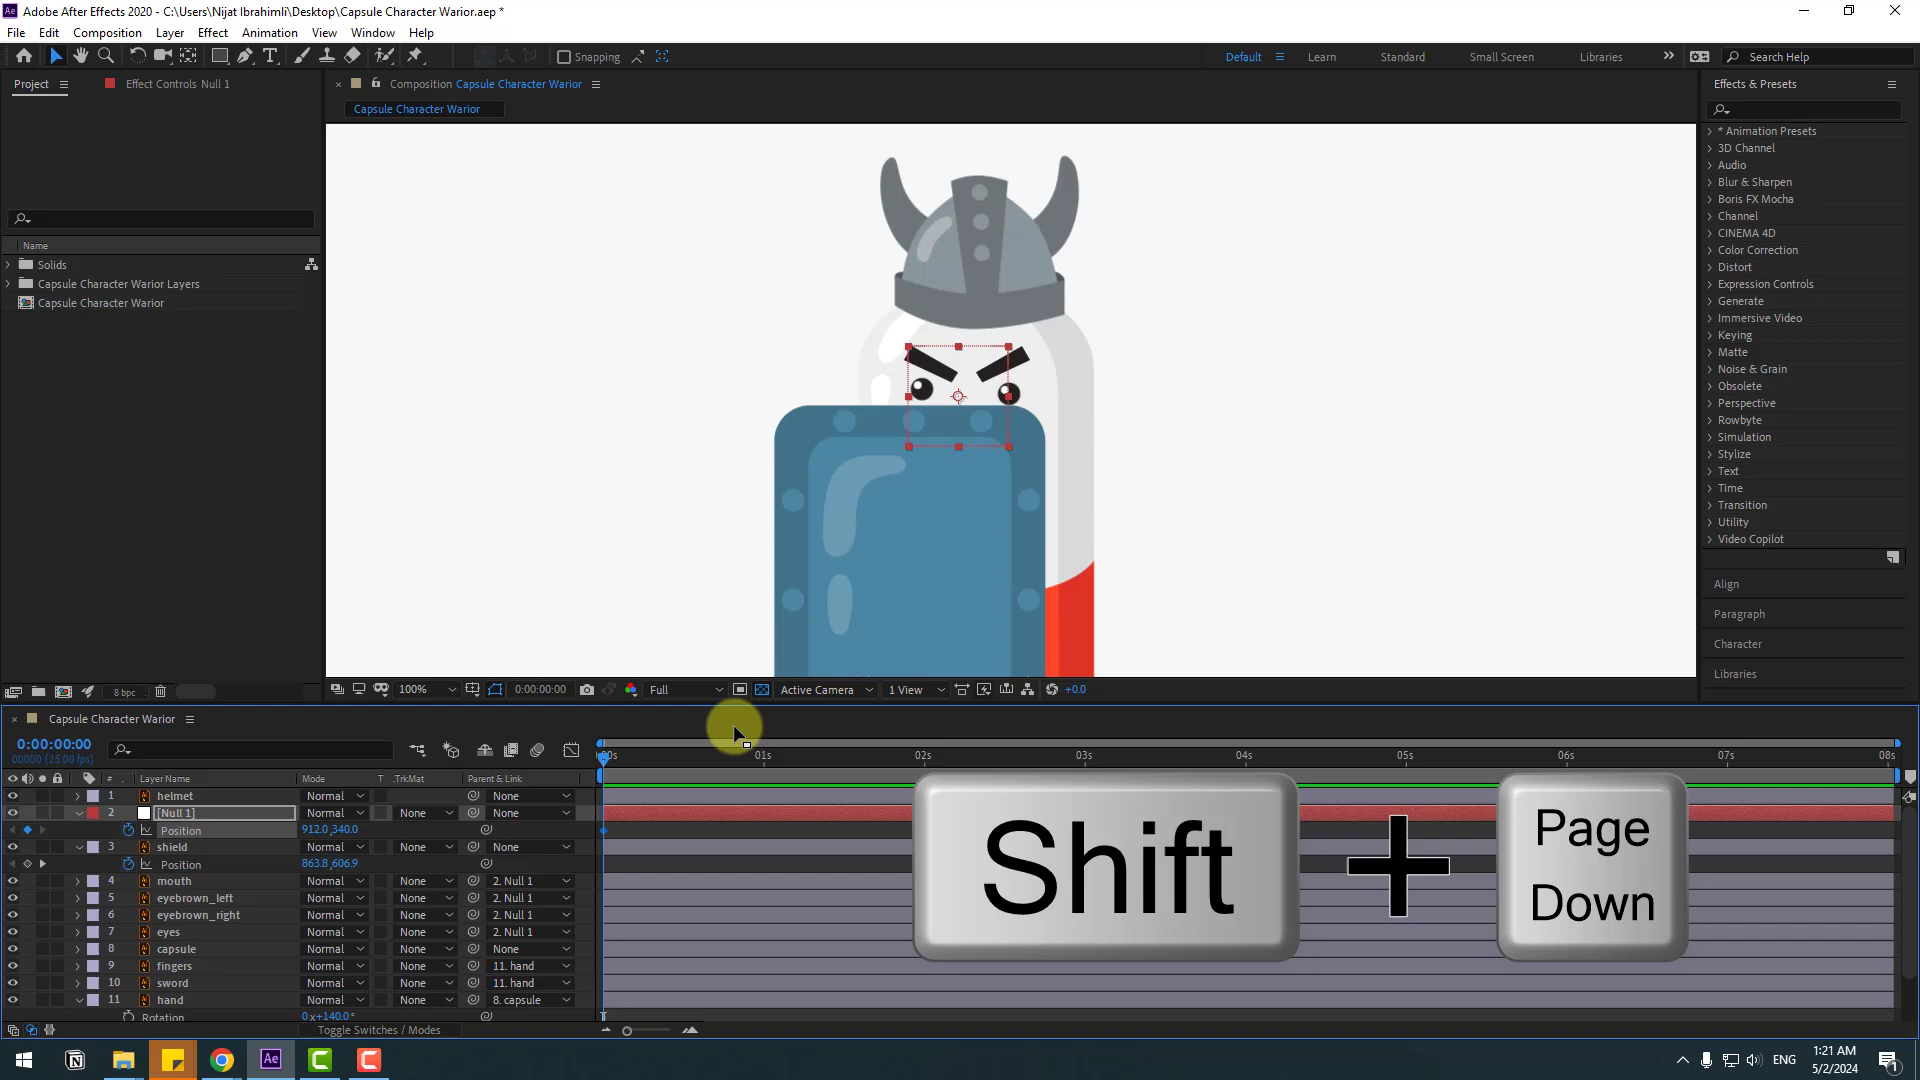 Adobe After Effects 2020 - C:\Users\Nijat Ibrahimli\Desktop\Capsule Character Warior.aep *
File Edit Composition Layer Effect Animation View Window Help
Snapping
Default Learn Standard Small Screen Libraries Search Help
Project Effect Controls Null 1 Composition Capsule Character Warior Effects & Presets
Capsule Character Warior
* Animation Presets
3D Channel
Audio
Blur & Sharpen
Boris FX Mocha
Channel
CINEMA 4D
Color Correction
Distort
Expression Controls
Generate
Immersive Video
Keying
Matte
Noise & Grain
Obsolete
Perspective
Rowbyte
Simulation
Stylize
Text
Time
Transition
Utility
Video Copilot
Align
Paragraph
Character
Libraries
Name
Solids
Capsule Character Warior Layers
Capsule Character Warior
8 bpc
100% 0:00:00:00 Full Active Camera 1 View +0.0
Capsule Character Warior
0:00:00:00
00000 (25.00 fps)
:00s 01s 02s 03s 04s 05s 06s 07s 08s
# Layer Name Mode T .TrkMat Parent & Link
1 helmet Normal None
2 [Null 1] Normal None None
Position 912.0,340.0
3 shield Normal None None
Position 863.8,606.9
4 mouth Normal None 2. Null 1
5 eyebrown_left Normal None 2. Null 1
6 eyebrown_right Normal None 2. Null 1
7 eyes Normal None 2. Null 1
8 capsule Normal None None
9 fingers Normal None 11. hand
10 sword Normal None 11. hand
11 hand Normal None 8. capsule
Rotation 0x+140.0°
Toggle Switches / Modes
Shift + Page Down
ENG
1:21 AM
5/2/2024
1